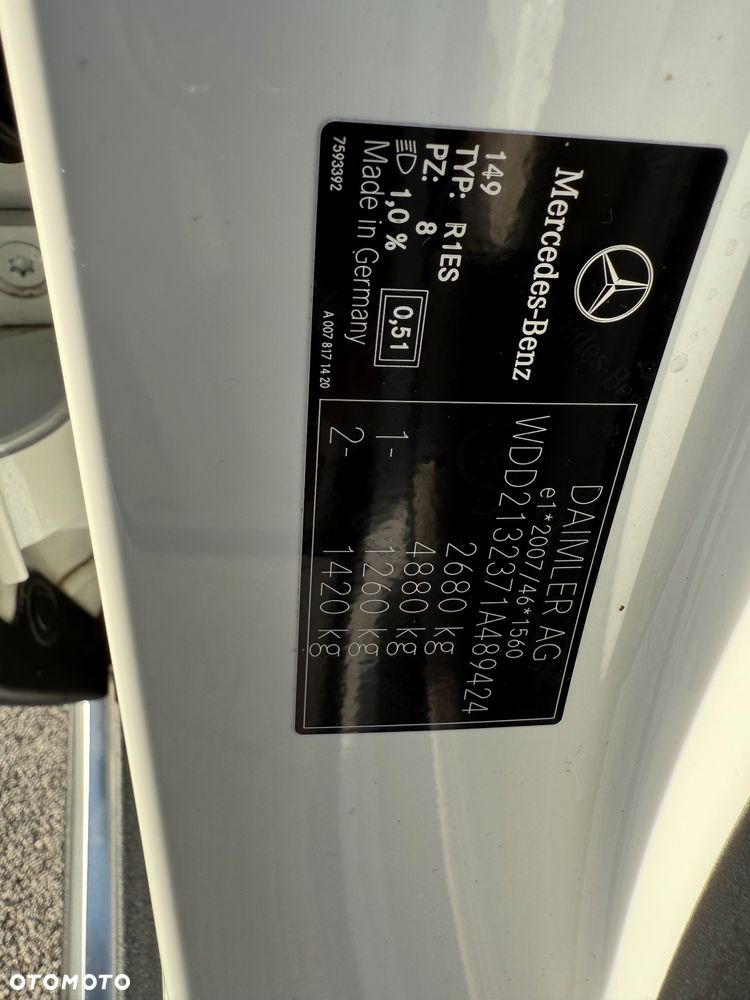 Mercedes-Benz
149
TYP: R1ES
PZ: 8
1,0 %
0,51
Made in Germany
7593392
A 007 817 14 20
DAIMLER AG
e1*2007/46*1560
WDD2132371A489424
2680 kg
4880 kg
1- 1260 kg
2- 1420 kg
OTOMOTO